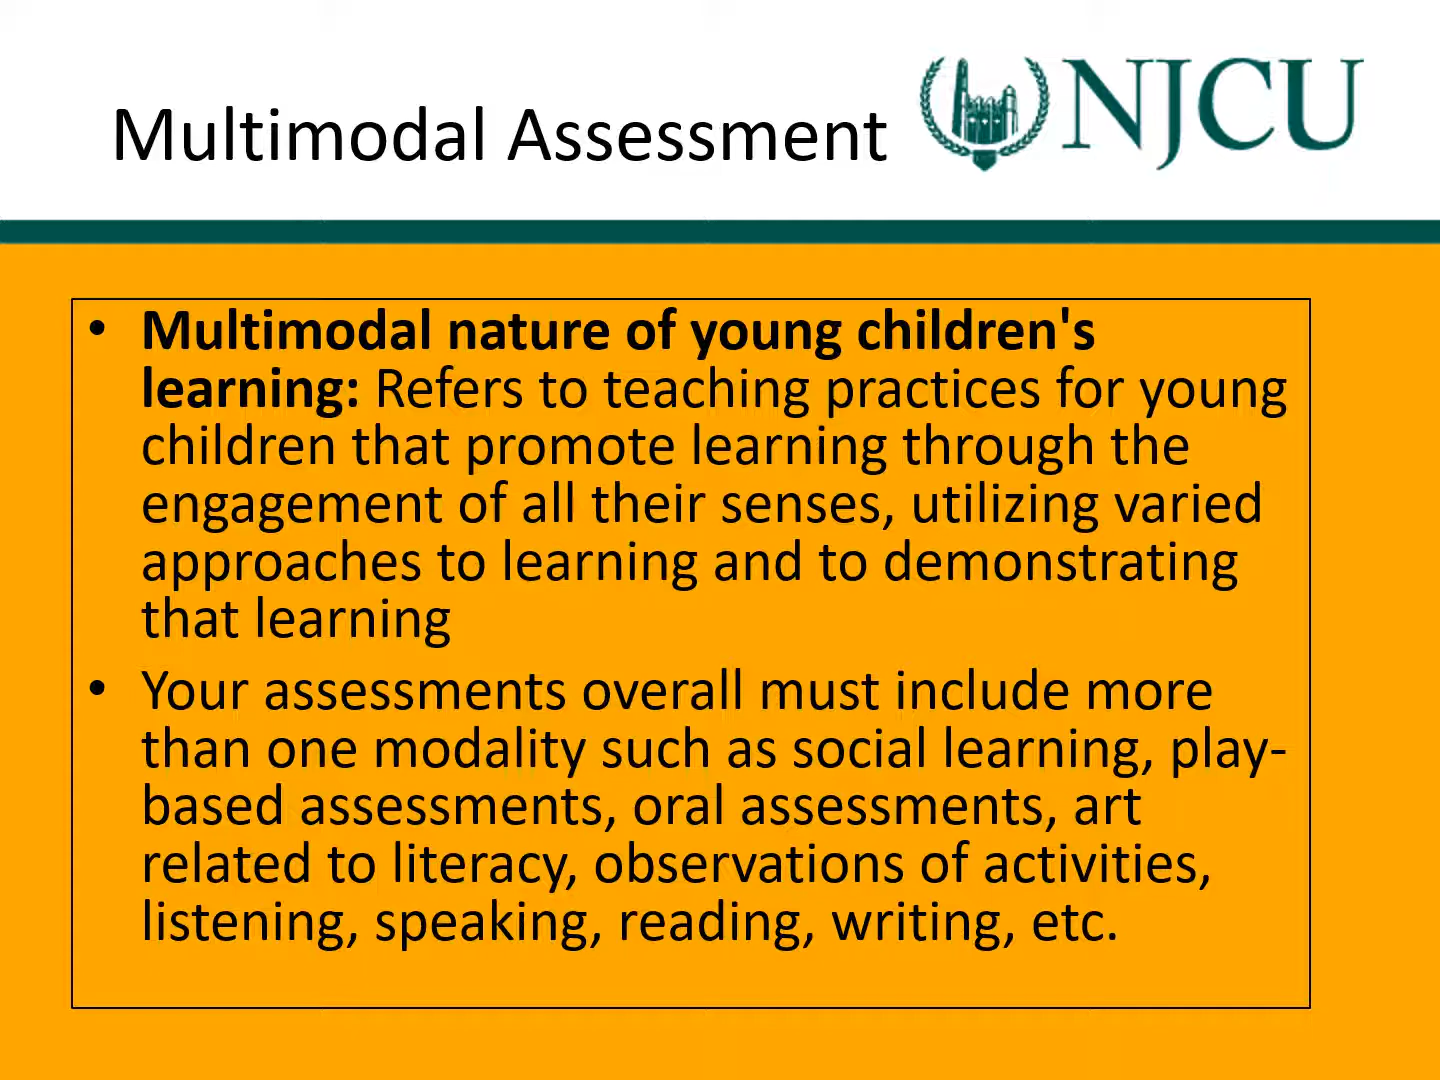 Multimodal Assessment
NJCU
• Multimodal nature of young children's
learning: Refers to teaching practices for young
children that promote learning through the
engagement of all their senses, utilizing varied
approaches to learning and to demonstrating
that learning
• Your assessments overall must include more
than one modality such as social learning, play-
based assessments, oral assessments, art
related to literacy, observations of activities,
listening, speaking, reading, writing, etc.